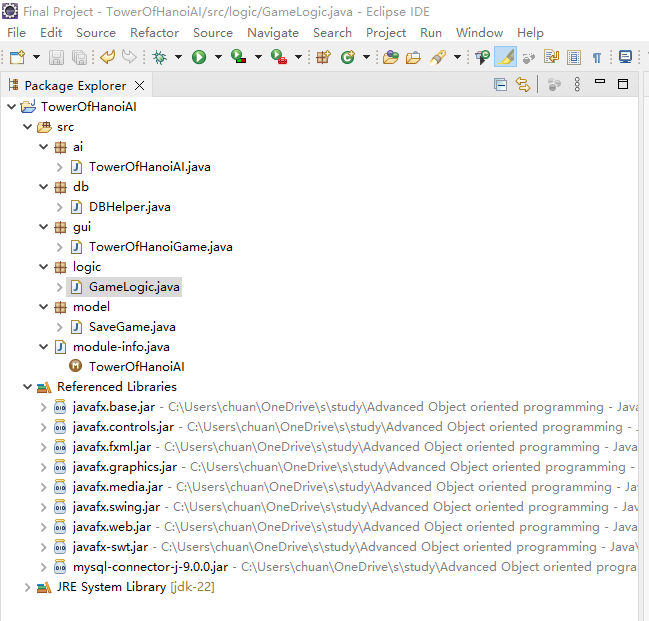 Final Project - TowerOfHanoiAI/src/logic/GameLogic.java - Eclipse IDE
File Edit Source Refactor Source Navigate Search Project Run Window Help
Package Explorer
TowerOfHanoiAI
src
ai
TowerOfHanoiAI.java
db
DBHelper.java
gui
TowerOfHanoiGame.java
logic
GameLogic.java
model
SaveGame.java
module-info.java
TowerOfHanoiAI
Referenced Libraries
javafx.base.jar - C:\Users\chuan\OneDrive\s\study\Advanced Object oriented programming - Java
javafx.controls.jar - C:\Users\chuan\OneDrive\s\study\Advanced Object oriented programming -
javafx.fxml.jar - C:\Users\chuan\OneDrive\s\study\Advanced Object oriented programming - Java\
javafx.graphics.jar - C:\Users\chuan\OneDrive\s\study\Advanced Object oriented programming -
javafx.media.jar - C:\Users\chuan\OneDrive\s\study\Advanced Object oriented programming - Jav
javafx.swing.jar - C:\Users\chuan\OneDrive\s\study\Advanced Object oriented programming - Jav
javafx.web.jar - C:\Users\chuan\OneDrive\s\study\Advanced Object oriented programming - Java
javafx-swt.jar - C:\Users\chuan\OneDrive\s\study\Advanced Object oriented programming - Java\
mysql-connector-j-9.0.0.jar - C:\Users\chuan\OneDrive\s\study\Advanced Object oriented progra
JRE System Library [jdk-22]